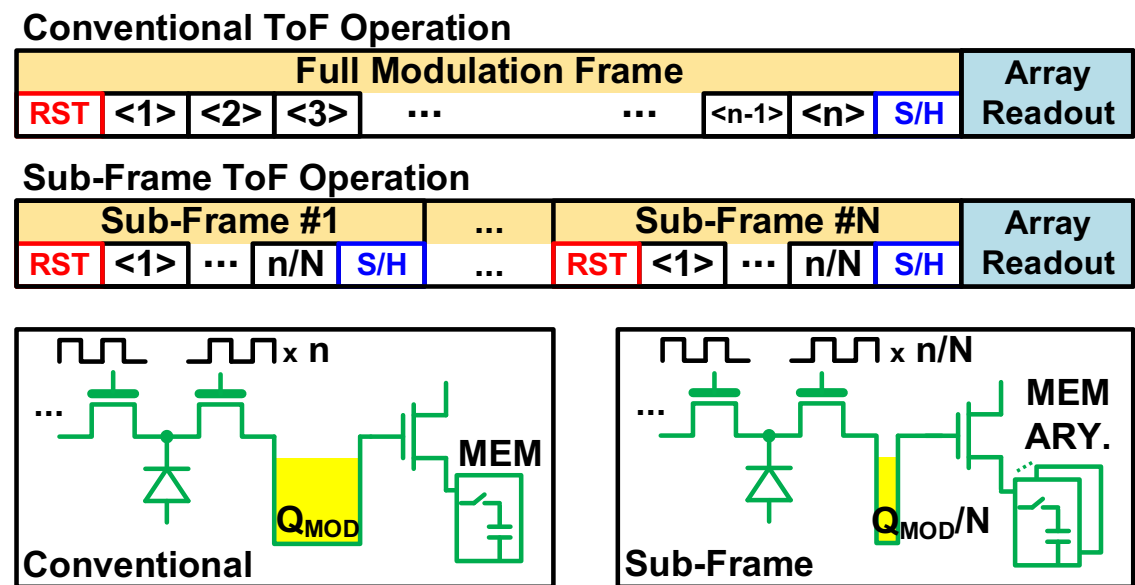 Conventional ToF Operation
Full Modulation Frame
Array Readout
RST <1> <2> <3> ... ... <n-1> <n> S/H
Sub-Frame ToF Operation
Sub-Frame #1 ... Sub-Frame #N
Array Readout
RST <1> ... n/N S/H ... RST <1> ... n/N S/H
x n
...
MEM
QMOD
Conventional
x n/N
...
MEM
ARY.
QMOD/N
Sub-Frame